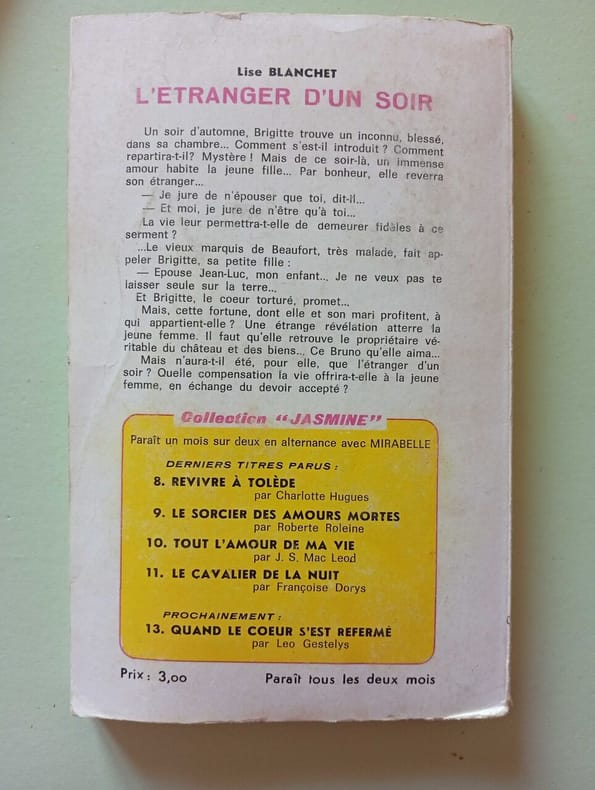 Lise BLANCHET
L'ETRANGER D'UN SOIR
Un soir d'automne, Brigitte trouve un inconnu, blessé,
dans sa chambre... Comment s'est-il introduit ? Comment
repartira-t-il? Mystère ! Mais de ce soir-là, un immense
amour habite la jeune fille... Par bonheur, elle reverra
son étranger...
— Je jure de n'épouser que toi, dit-il...
— Et moi, je jure de n'être qu'à toi...
La vie leur permettra-t-elle de demeurer fidèles à ce
serment ?
...Le vieux marquis de Beaufort, très malade, fait ap-
peler Brigitte, sa petite fille :
— Epouse Jean-Luc, mon enfant... Je ne veux pas te
laisser seule sur la terre...
Et Brigitte, le coeur torturé, promet...
Mais, cette fortune, dont elle et son mari profitent, à
qui appartient-elle ? Une étrange révélation atterre la
jeune femme. Il faut qu'elle retrouve le propriétaire vé-
ritable du château et des biens... Ce Bruno qu'elle aima...
Mais n'aura-t-il été, pour elle, que l'étranger d'un
soir ? Quelle compensation la vie offrira-t-elle à la jeune
femme, en échange du devoir accepté ?
Collection "JASMINE"
Paraît un mois sur deux en alternance avec MIRABELLE
DERNIERS TITRES PARUS :
8. REVIVRE À TOLÈDE
par Charlotte Hugues
9. LE SORCIER DES AMOURS MORTES
par Roberte Roleine
10. TOUT L'AMOUR DE MA VIE
par J. S. Mac Leod
11. LE CAVALIER DE LA NUIT
par Françoise Dorys
PROCHAINEMENT :
13. QUAND LE COEUR S'EST REFERMÉ
par Leo Gestelys
Prix : 3,00 Paraît tous les deux mois